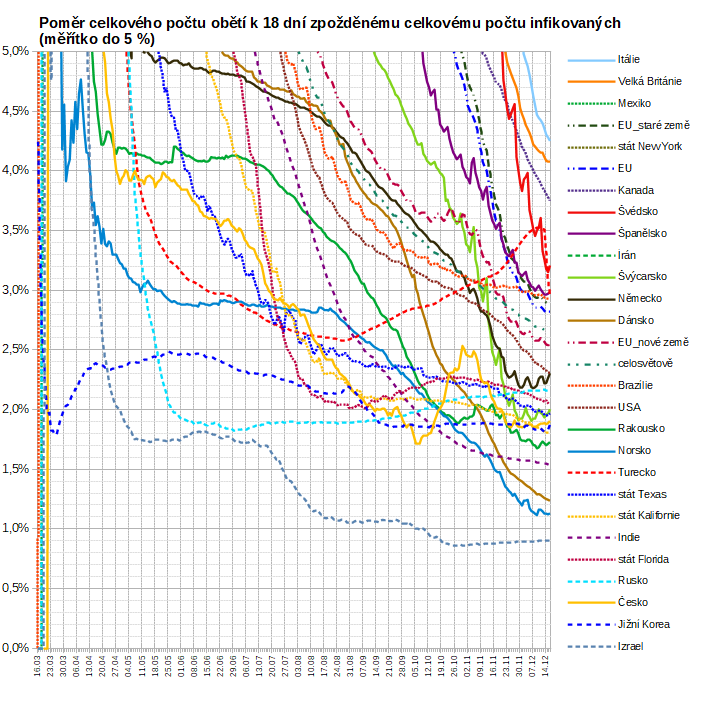 Poměr celkového počtu obětí k 18 dní zpožděnému celkovému počtu infikovaných
(měřítko do 5 %)
5,0%
4,5%
4,0%
3,5%
3,0%
2,5%
2,0%
1,5%
1,0%
0,5%
0,0%
16.03
23.03
30.03
06.04
13.04
20.04
27.04
04.05
11.05
18.05
25.05
01.06
08.06
15.06
22.06
29.06
06.07
13.07
20.07
27.07
03.08
10.08
17.08
24.08
31.08
07.09
14.09
21.09
28.09
05.10
12.10
19.10
26.10
02.11
09.11
16.11
23.11
30.11
07.12
14.12
Itálie
Velká Británie
Mexiko
EU_staré země
stát NewYork
EU
Kanada
Švédsko
Španělsko
Írán
Švýcarsko
Německo
Dánsko
EU_nové země
celosvětově
Brazilie
USA
Rakousko
Norsko
Turecko
stát Texas
stát Kalifornie
Indie
stát Florida
Rusko
Česko
Jižní Korea
Izrael